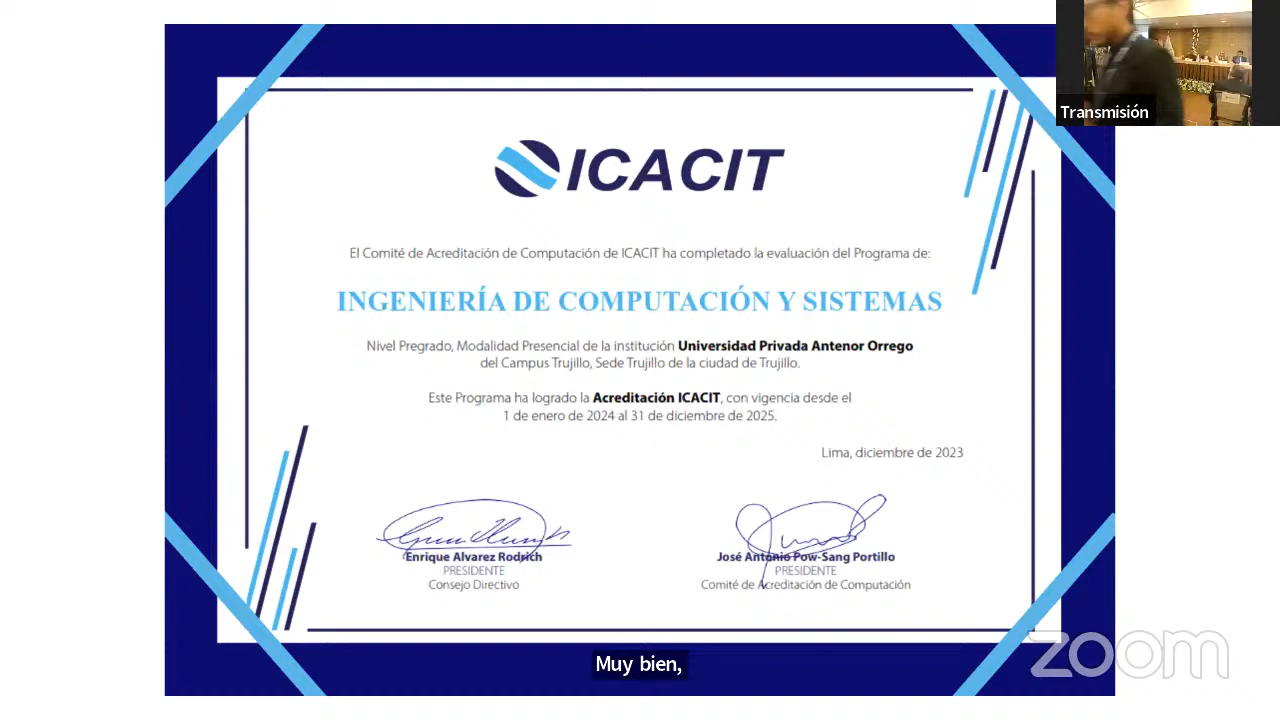 Transmisión
ICACIT
El Comité de Acreditación de Computación de ICACIT ha completado la evaluación del Programa de:
INGENIERÍA DE COMPUTACIÓN Y SISTEMAS
Nivel Pregrado, Modalidad Presencial de la institución Universidad Privada Antenor Orrego
del Campus Trujillo, Sede Trujillo de la ciudad de Trujillo.
Este Programa ha logrado la Acreditación ICACIT, con vigencia desde el
1 de enero de 2024 al 31 de diciembre de 2025.
Lima, diciembre de 2023
Enrique Alvarez Rodrich
PRESIDENTE
Consejo Directivo
José Antonio Pow-Sang Portillo
PRESIDENTE
Comité de Acreditación de Computación
Muy bien,
zoom